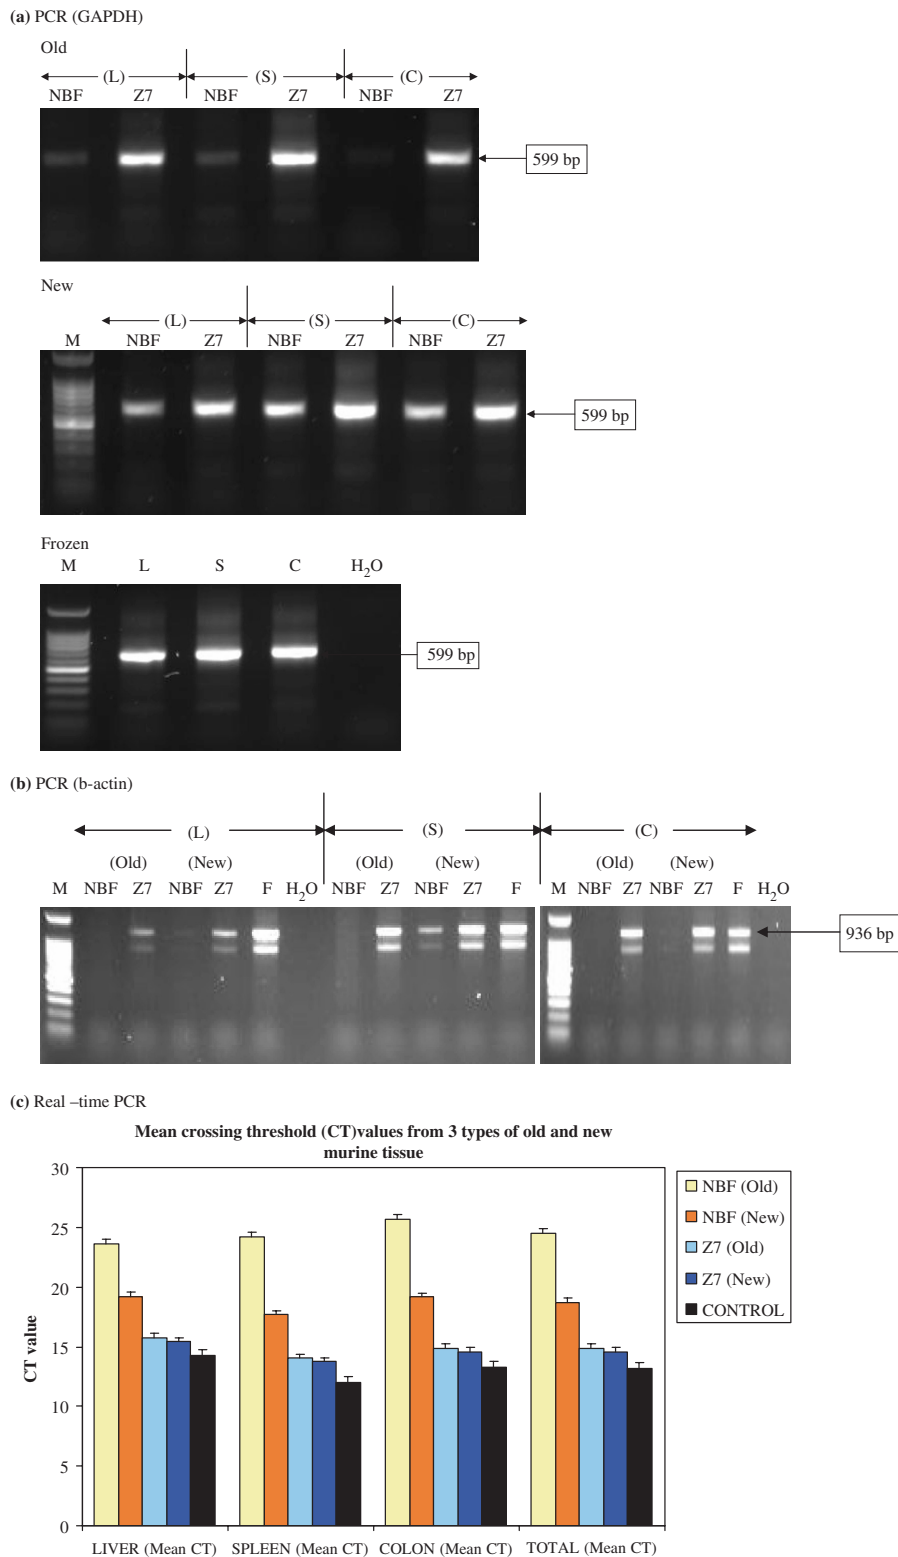 (a) PCR (GAPDH)
Old
(L) (S) (C)
NBF Z7 NBF Z7 NBF Z7
599 bp
New
(L) (S) (C)
M NBF Z7 NBF Z7 NBF Z7
599 bp
Frozen
M L S C H2O
599 bp
(b) PCR (b-actin)
(L) (S) (C)
(Old) (New) (Old) (New) (Old) (New)
M NBF Z7 NBF Z7 F H2O NBF Z7 NBF Z7 F M NBF Z7 NBF Z7 F H2O
936 bp
(c) Real –time PCR
Mean crossing threshold (CT)values from 3 types of old and new
murine tissue
30
25
20
15
10
5
0
CT value
LIVER (Mean CT) SPLEEN (Mean CT) COLON (Mean CT) TOTAL (Mean CT)
NBF (Old)
NBF (New)
Z7 (Old)
Z7 (New)
CONTROL